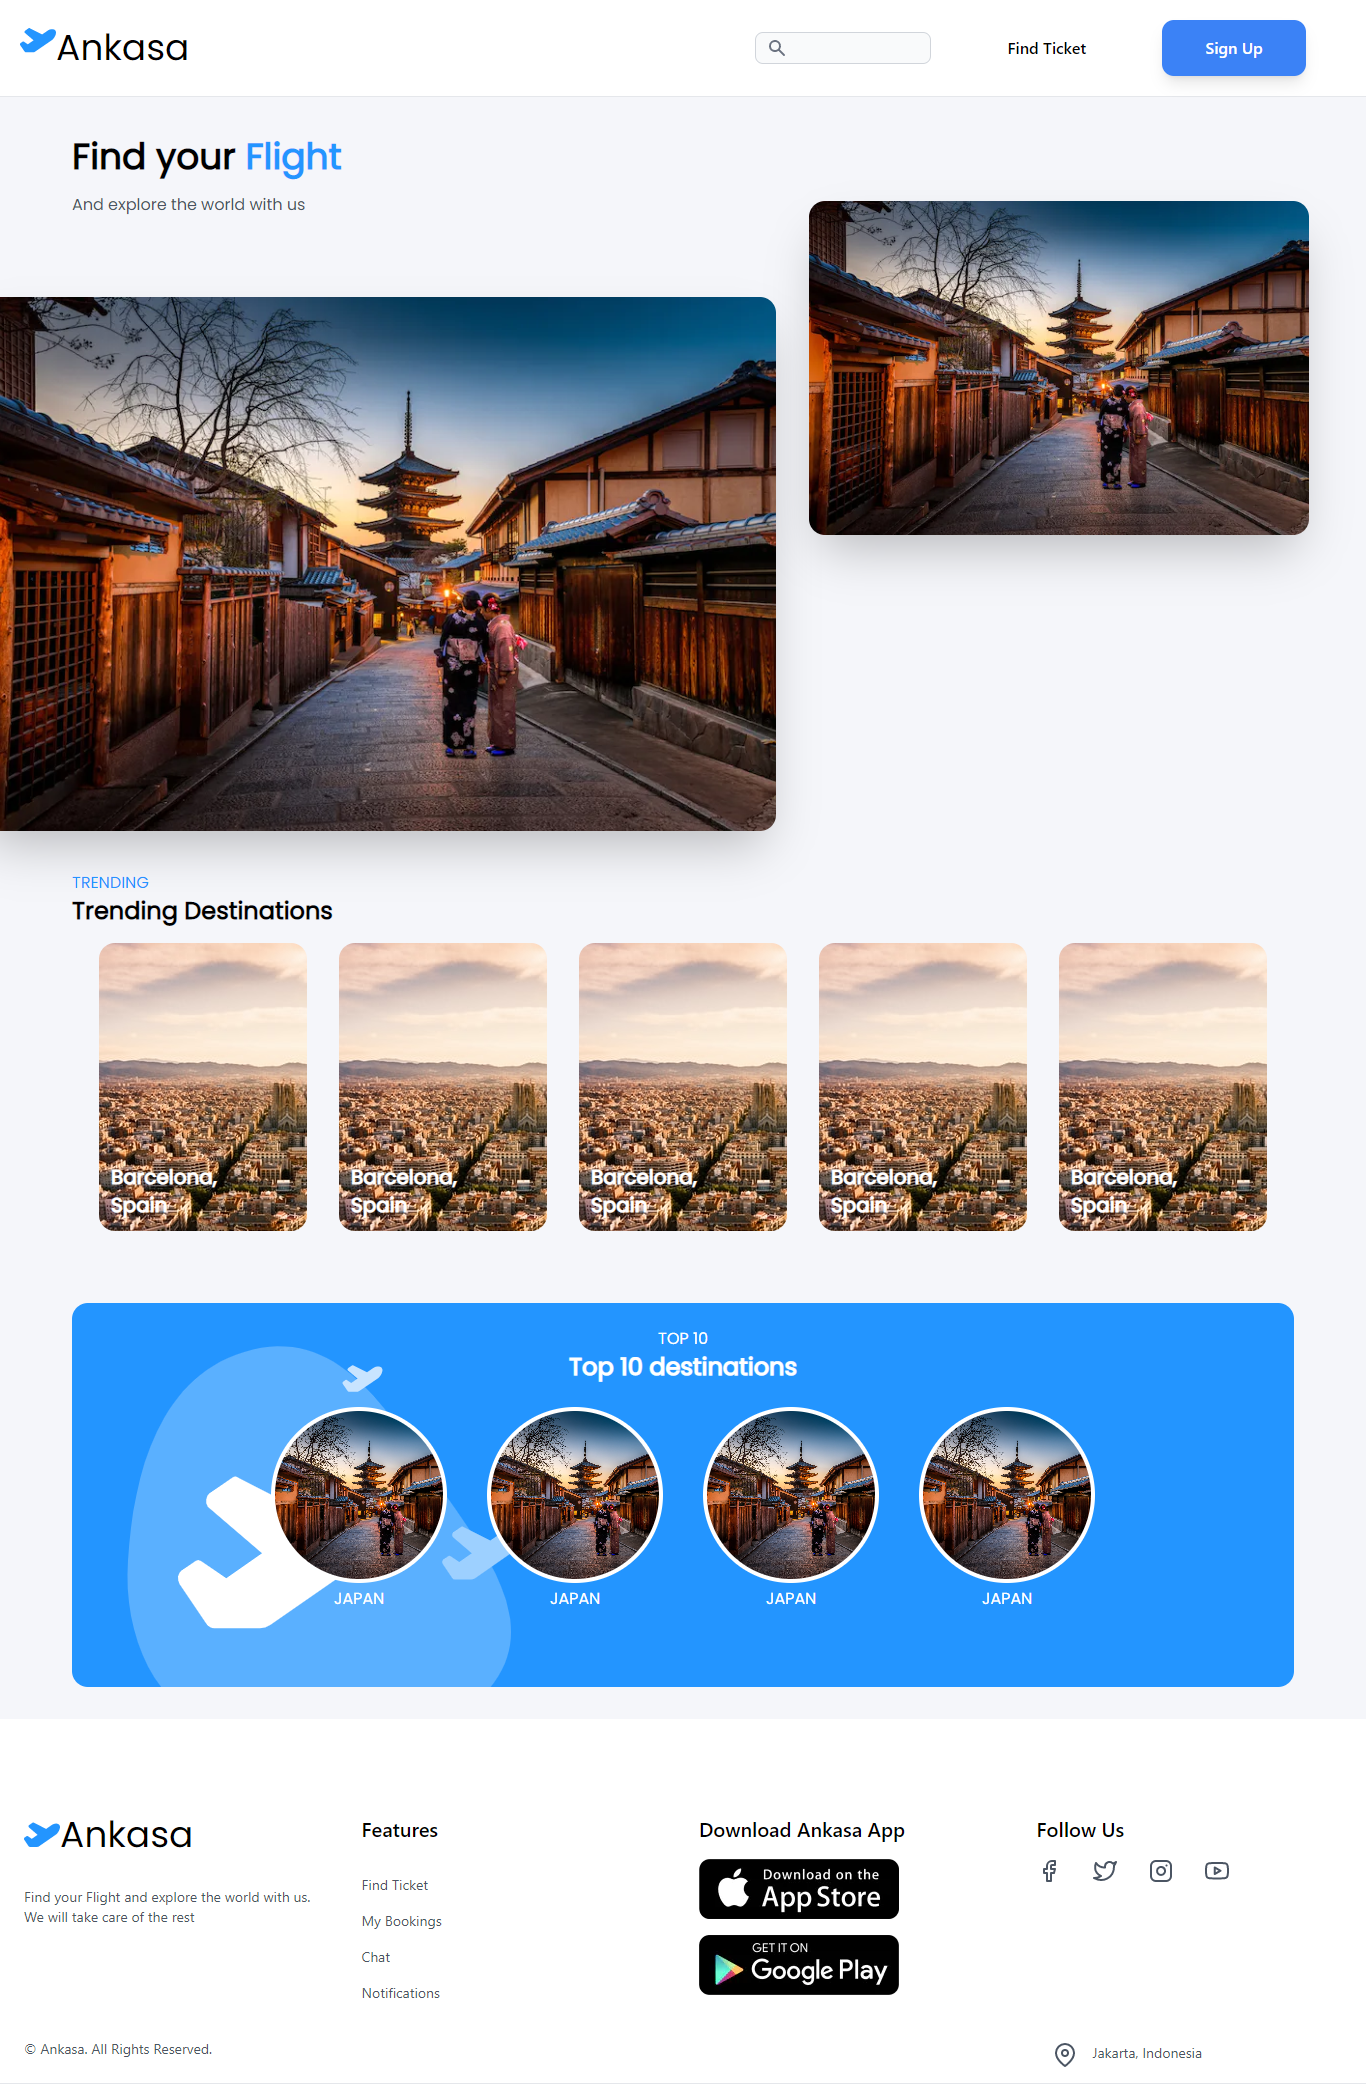 Ankasa
Find Ticket
Sign Up
Find your Flight
And explore the world with us
TRENDING
Trending Destinations
Barcelona,
Spain
Barcelona,
Spain
Barcelona,
Spain
Barcelona,
Spain
Barcelona,
Spain
TOP 10
Top 10 destinations
JAPAN
JAPAN
JAPAN
JAPAN
Ankasa
Find your Flight and explore the world with us.
We will take care of the rest
Features
Find Ticket
My Bookings
Chat
Notifications
Download Ankasa App
Download on the
App Store
GET IT ON
Google Play
Follow Us
© Ankasa. All Rights Reserved.
Jakarta, Indonesia